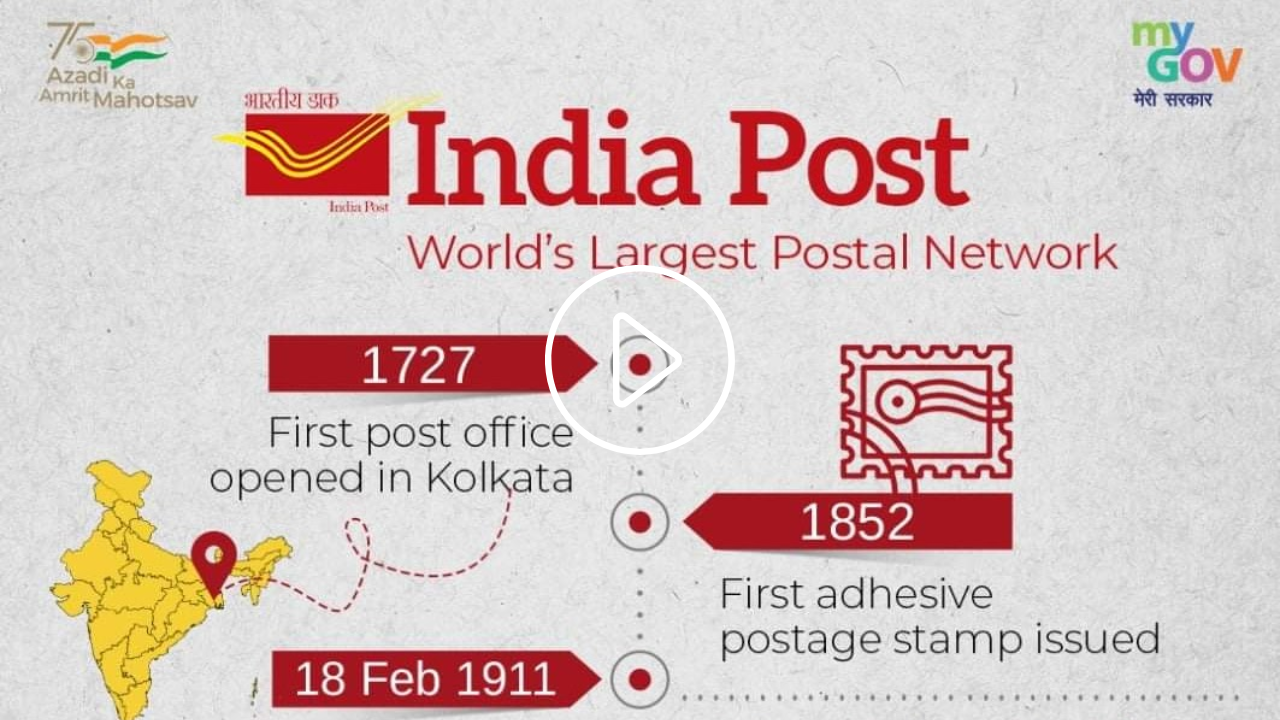 75
Azadi Ka
Amrit Mahotsav
my
GOV
मेरी सरकार
भारतीय डाक
India Post
India Post
World's Largest Postal Network
1727
First post office
opened in Kolkata
1852
First adhesive
postage stamp issued
18 Feb 1911